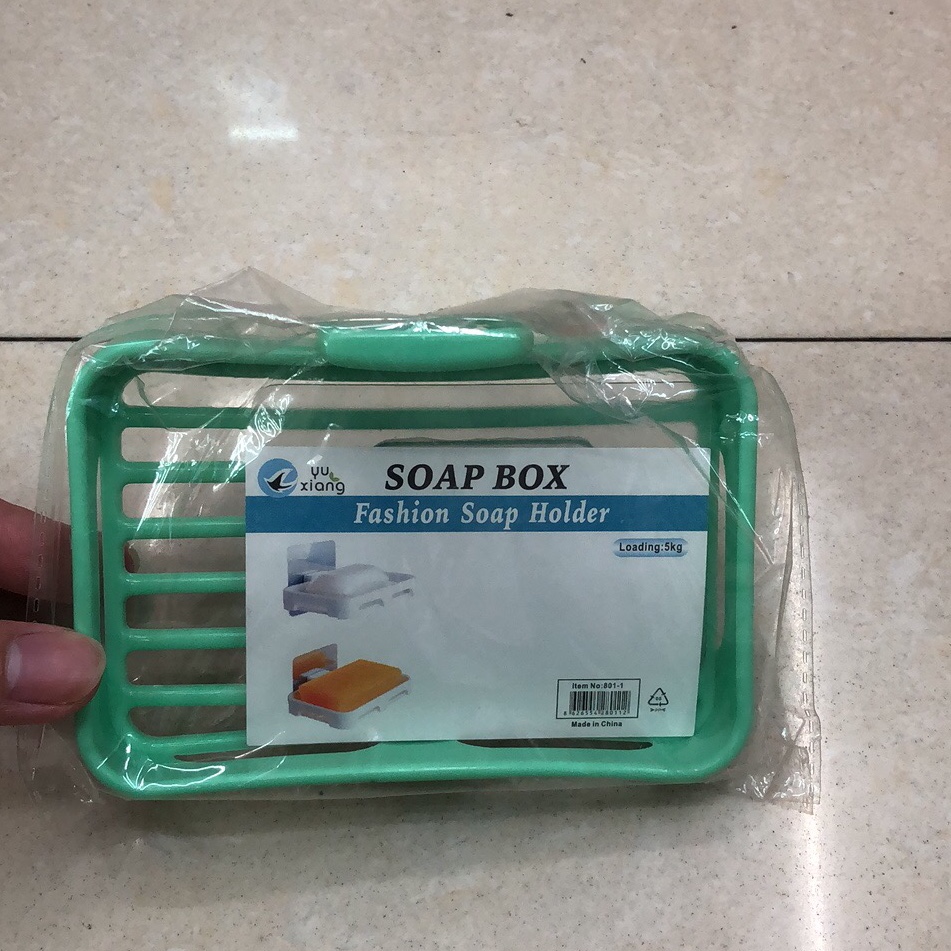 yu
xiang
SOAP BOX
Fashion Soap Holder
Loading:5kg
Item No:801-1
Made in China